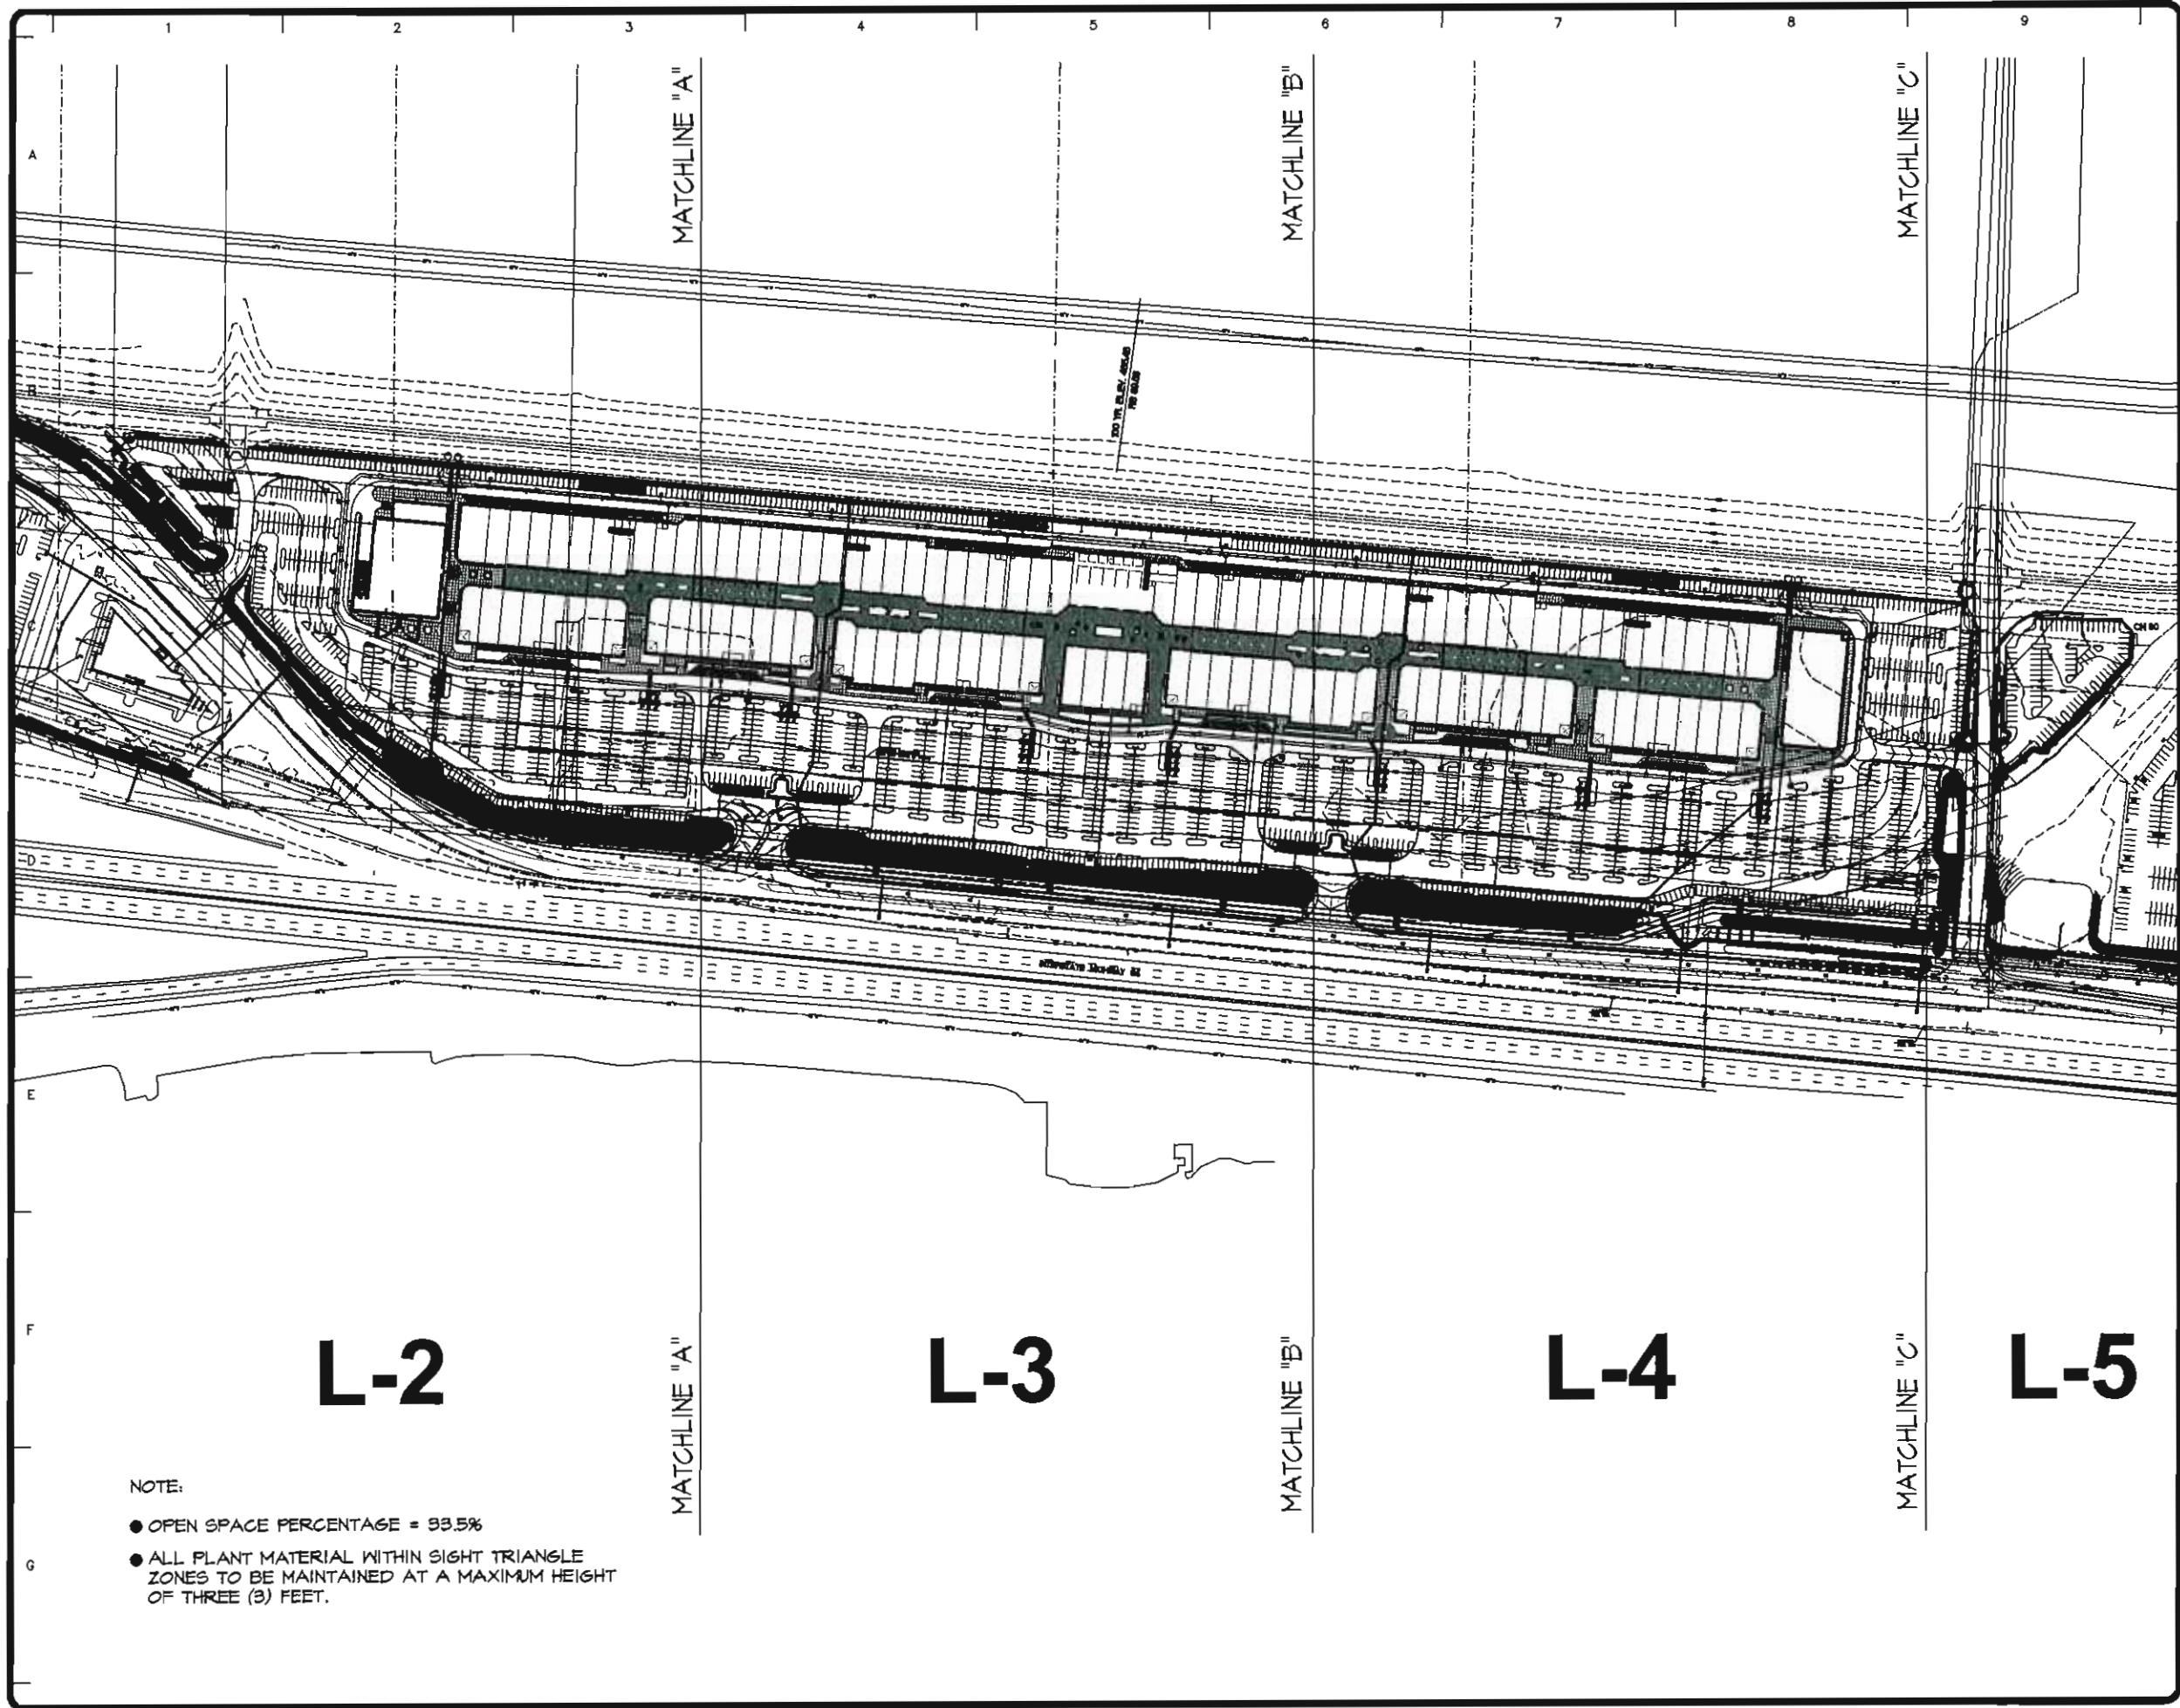 1 2 3 4 5 6 7 8 9
A
MATCHLINE "A"
MATCHLINE "B"
MATCHLINE "C"
B
C
D
E
F
G
L-2
L-3
L-4
L-5
MATCHLINE "A"
MATCHLINE "B"
MATCHLINE "C"
NOTE:
● OPEN SPACE PERCENTAGE = 33.5%
● ALL PLANT MATERIAL WITHIN SIGHT TRIANGLE
ZONES TO BE MAINTAINED AT A MAXIMUM HEIGHT
OF THREE (3) FEET.